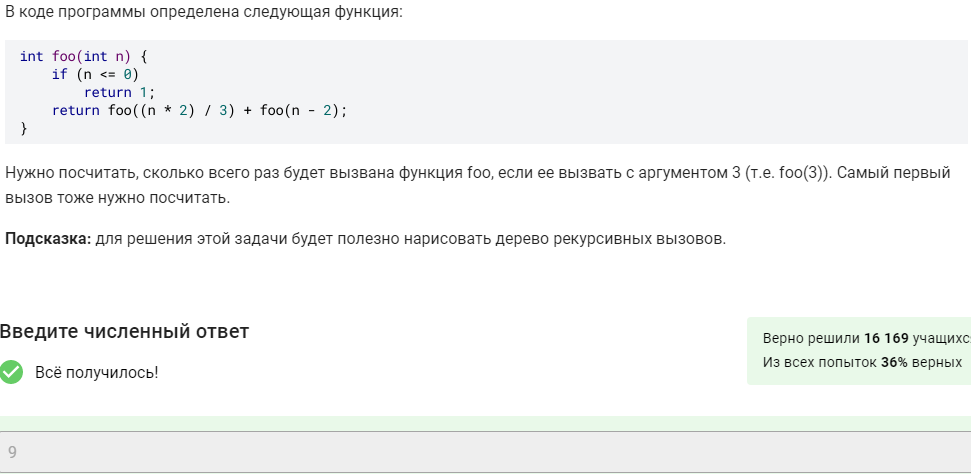 В коде программы определена следующая функция:
int foo(int n) {
    if (n <= 0)
        return 1;
    return foo((n * 2) / 3) + foo(n - 2);
}
Нужно посчитать, сколько всего раз будет вызвана функция foo, если ее вызвать с аргументом 3 (т.е. foo(3)). Самый первый
вызов тоже нужно посчитать.
Подсказка: для решения этой задачи будет полезно нарисовать дерево рекурсивных вызовов.
Введите численный ответ
Всё получилось!
Верно решили 16 169 учащихс
Из всех попыток 36% верных
9